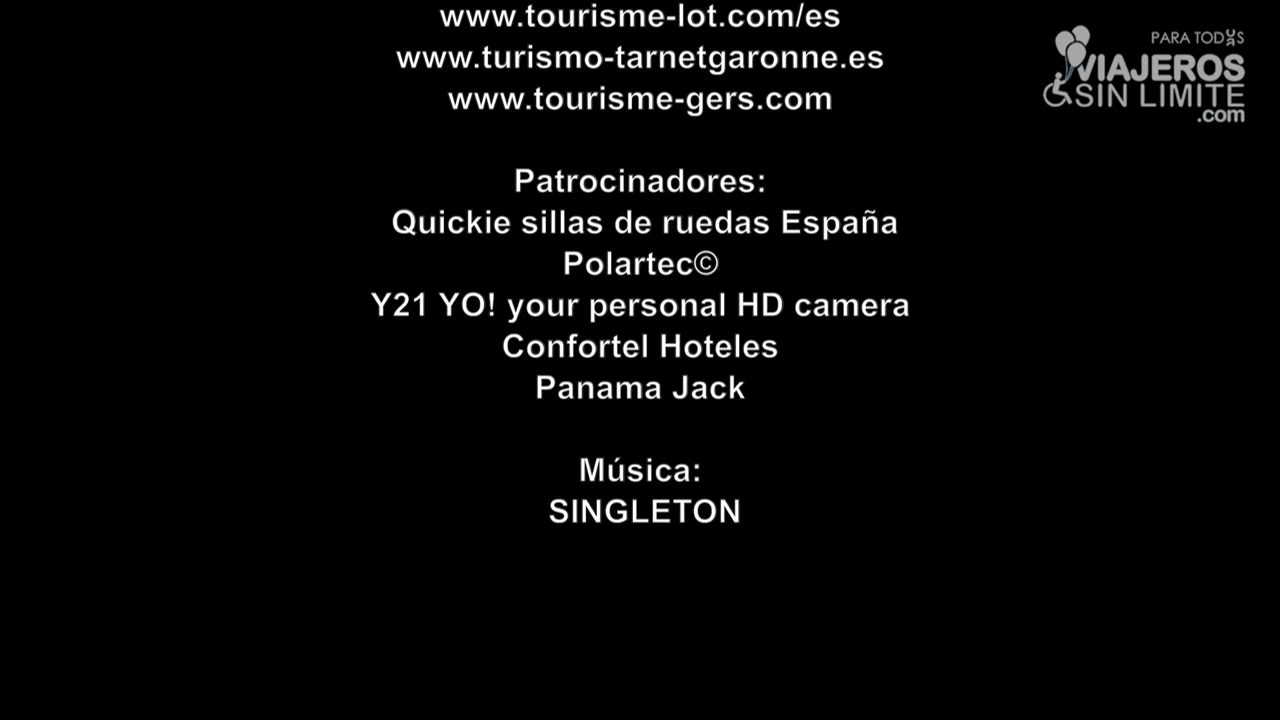 www.tourisme-lot.com/es
www.turismo-tarnetgaronne.es
www.tourisme-gers.com
PARA TOD
VIAJEROS
SIN LIMITE
.com
Patrocinadores:
Quickie sillas de ruedas España
Polartec©
Y21 YO! your personal HD camera
Confortel Hoteles
Panama Jack
Música:
SINGLETON